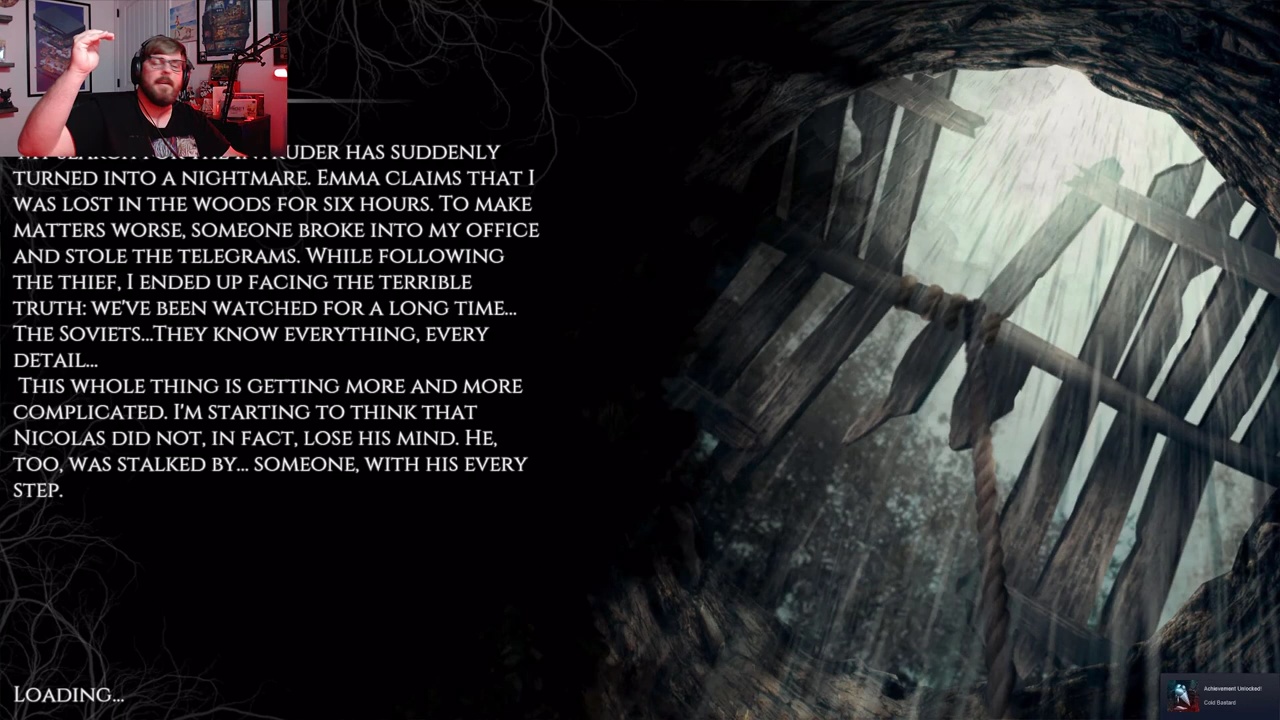 RUDER HAS SUDDENLY
TURNED INTO A NIGHTMARE. EMMA CLAIMS THAT I
WAS LOST IN THE WOODS FOR SIX HOURS. TO MAKE
MATTERS WORSE, SOMEONE BROKE INTO MY OFFICE
AND STOLE THE TELEGRAMS. WHILE FOLLOWING
THE THIEF, I ENDED UP FACING THE TERRIBLE
TRUTH: WE'VE BEEN WATCHED FOR A LONG TIME...
THE SOVIETS...THEY KNOW EVERYTHING, EVERY
DETAIL...
THIS WHOLE THING IS GETTING MORE AND MORE
COMPLICATED. I'M STARTING TO THINK THAT
NICOLAS DID NOT, IN FACT, LOSE HIS MIND. HE,
TOO, WAS STALKED BY... SOMEONE, WITH HIS EVERY
STEP.
LOADING...
Achievement Unlocked!
Cold Bastard